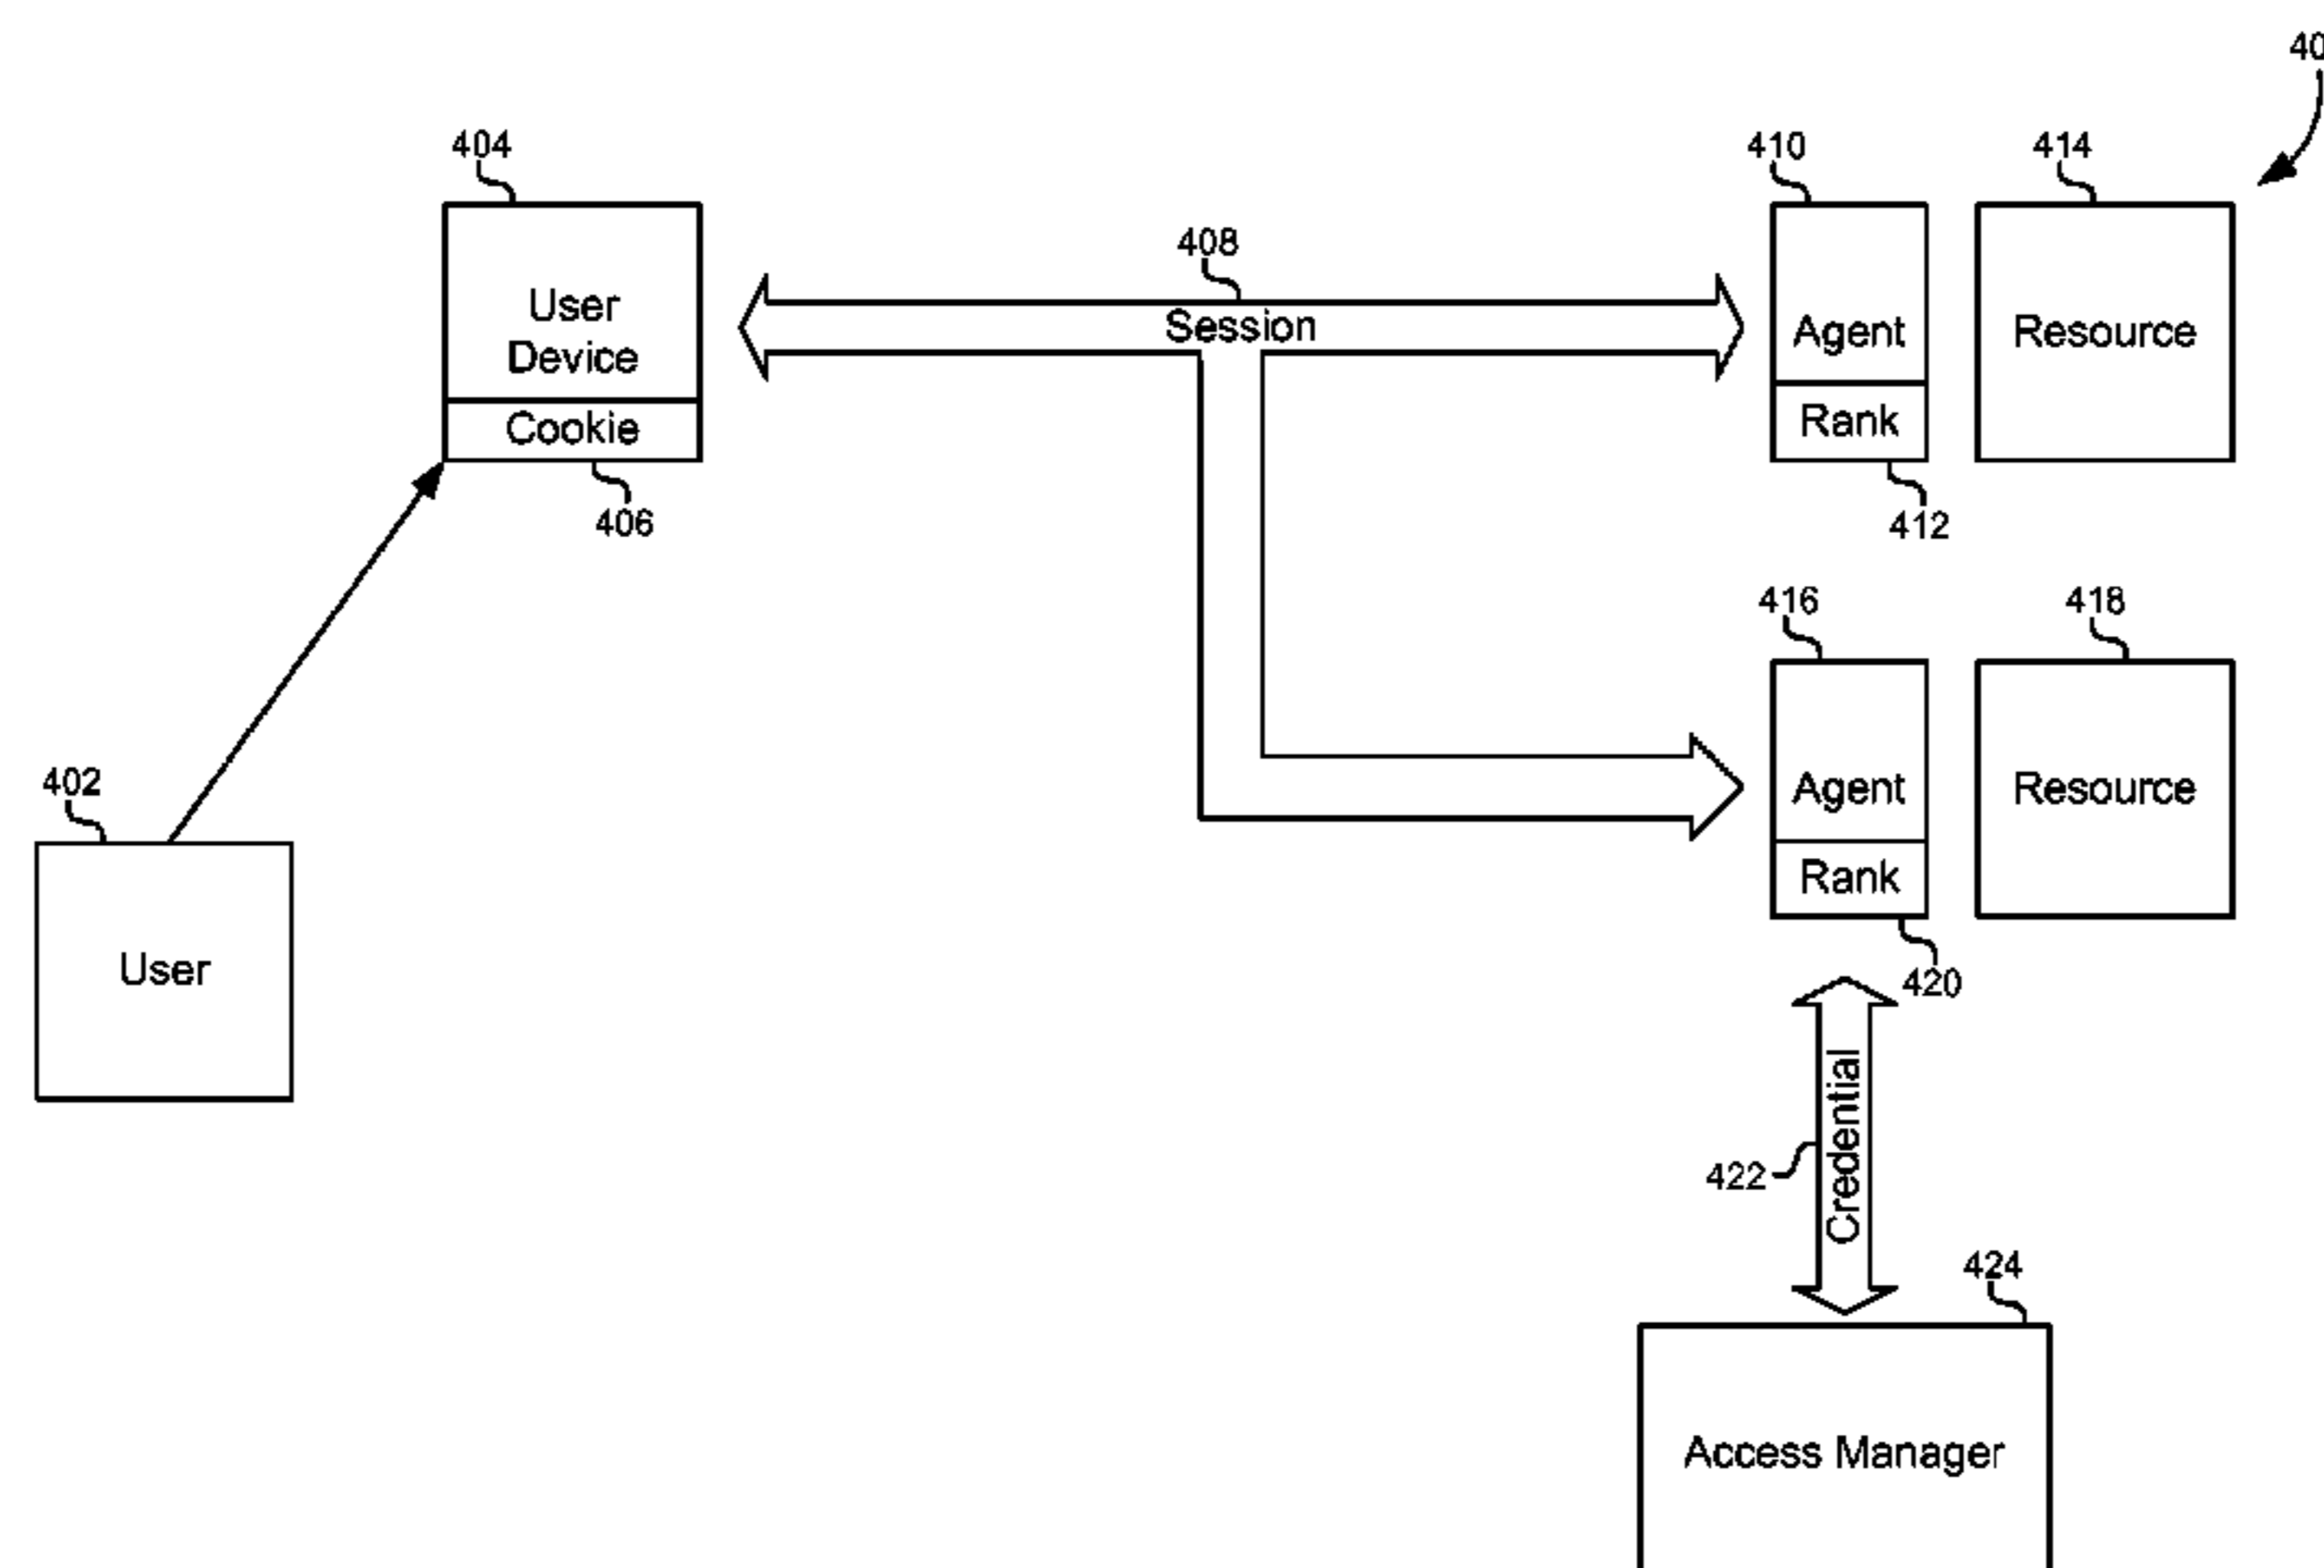 404
410
414
408
User
Device
Session
Agent
Resource
Cookie
Rank
406
412
416
418
402
Agent
Resource
Rank
User
420
Credential
422
424
Access Manager